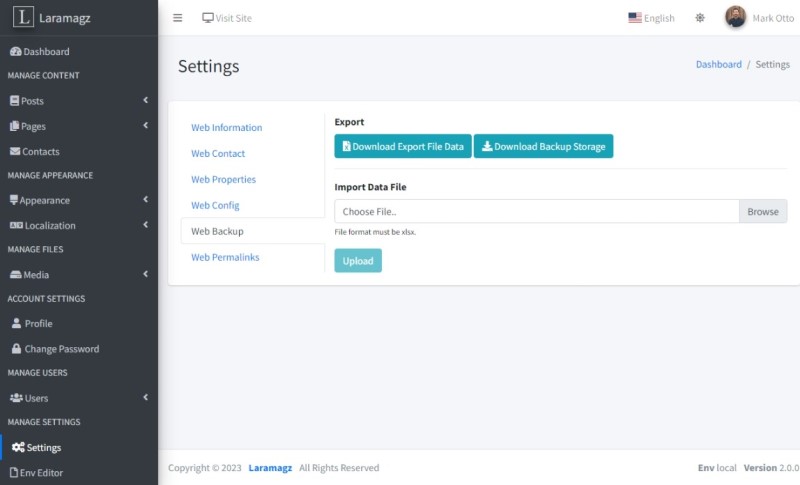 L Laramagz
Visit Site
English
Mark Otto
Dashboard
MANAGE CONTENT
Posts
Pages
Contacts
MANAGE APPEARANCE
Appearance
Localization
MANAGE FILES
Media
ACCOUNT SETTINGS
Profile
Change Password
MANAGE USERS
Users
MANAGE SETTINGS
Settings
Env Editor
Settings
Dashboard / Settings
Web Information
Web Contact
Web Properties
Web Config
Web Backup
Web Permalinks
Export
Download Export File Data
Download Backup Storage
Import Data File
Choose File..
Browse
File format must be xlsx.
Upload
Copyright © 2023 Laramagz All Rights Reserved
Env local Version 2.0.0